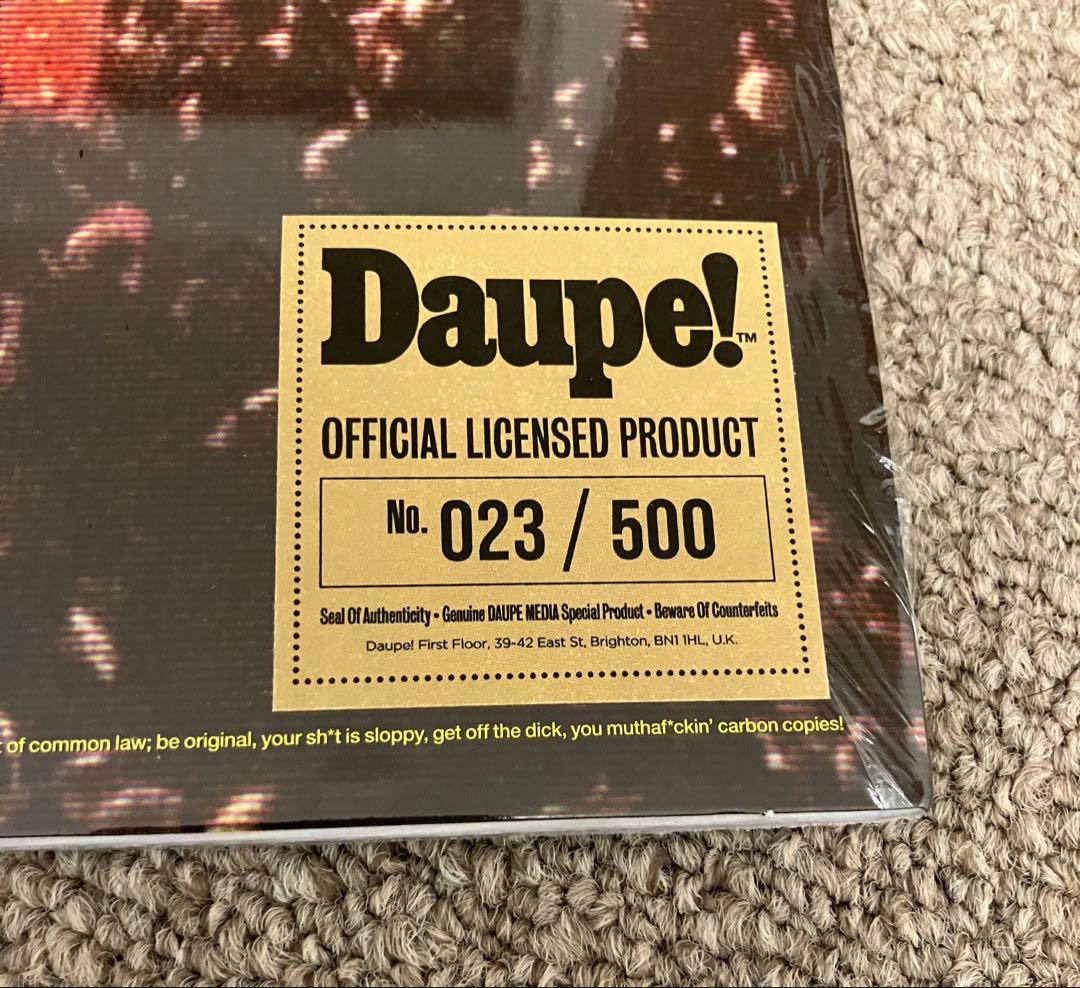 Daupe!™
OFFICIAL LICENSED PRODUCT
No. 023 / 500
Seal Of Authenticity • Genuine DAUPE MEDIA Special Product • Beware Of Counterfeits
Daupe! First Floor, 39-42 East St, Brighton, BN1 1HL, U.K.
of common law; be original, your sh*t is sloppy, get off the dick, you muthaf*ckin' carbon copies!